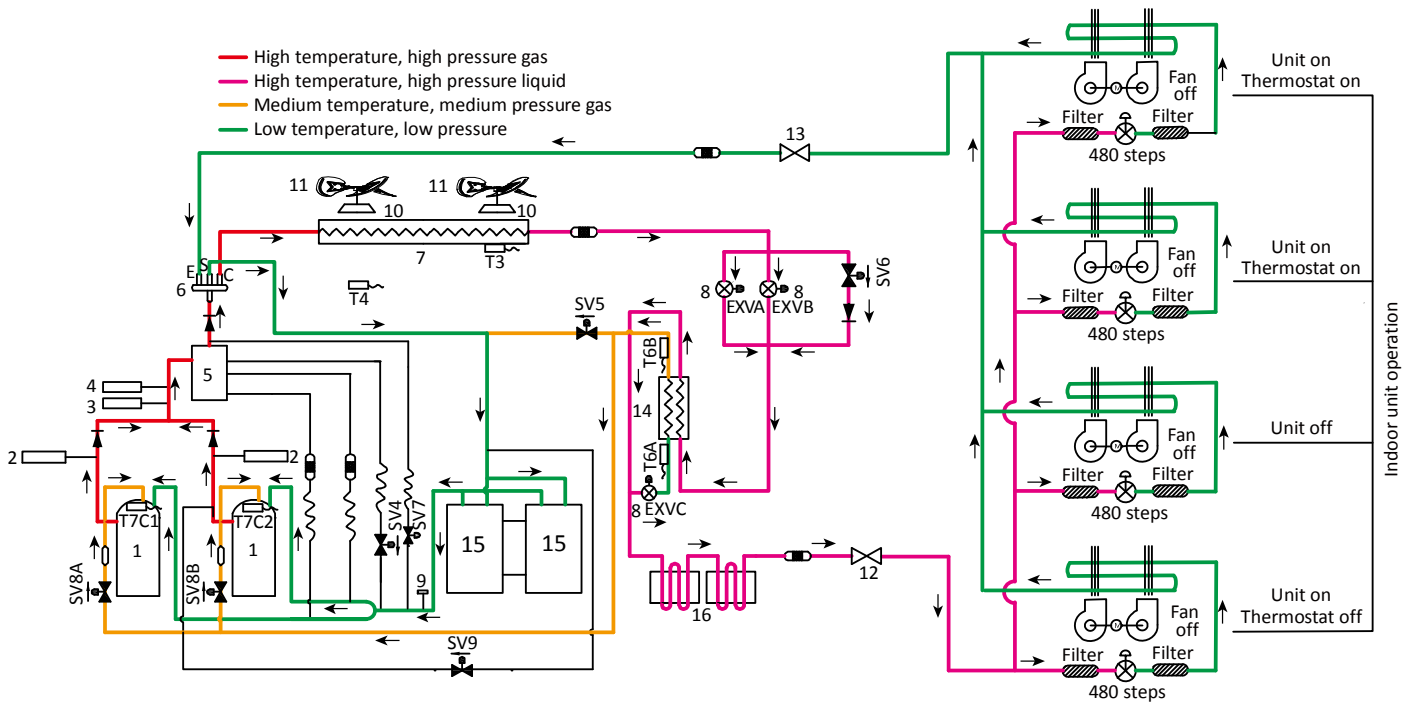 High temperature, high pressure gas
High temperature, high pressure liquid
Medium temperature, medium pressure gas
Low temperature, low pressure
13
11
11
10
10
7
T3
T4
E
S
C
6
5
4
3
2
2
T7C1
T7C2
1
1
SV8A
SV8B
SV4
SV7
9
SV9
15
15
SV5
T6B
14
T6A
8
EXVC
8
EXVA
8
EXVB
SV6
16
12
M
Fan
off
Filter
Filter
480 steps
Unit on
Thermostat on
M
Fan
off
Filter
Filter
480 steps
Unit on
Thermostat on
M
Fan
off
Filter
Filter
480 steps
Unit off
M
Fan
off
Filter
Filter
480 steps
Unit on
Thermostat off
Indoor unit operation